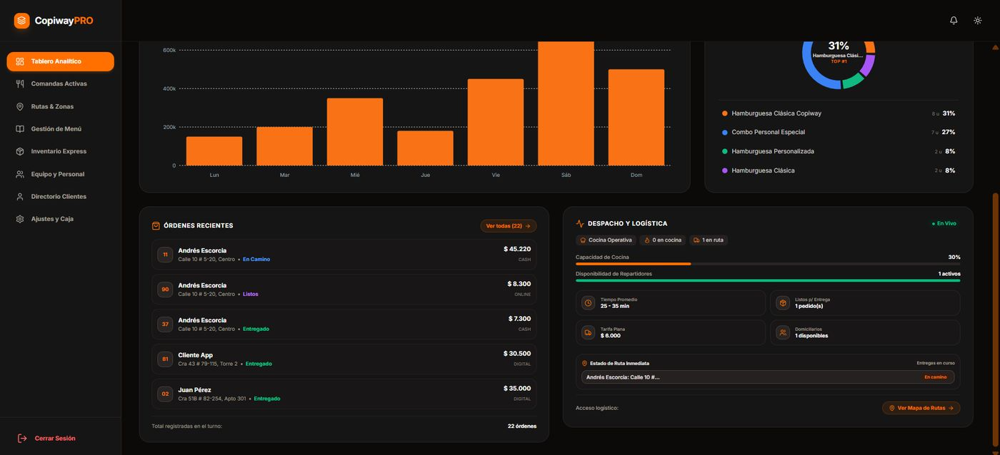 CopiwayPRO
Tablero Analítico
Comandas Activas
Rutas & Zonas
Gestión de Menú
Inventario Express
Equipo y Personal
Directorio Clientes
Ajustes y Caja
Cerrar Sesión
600k
400k
200k
0
Lun Mar Mié Jue Vie Sáb Dom
31%
Hamburguesa Clási...
TOP #1
Hamburguesa Clásica Copiway 8 u 31%
Combo Personal Especial 7 u 27%
Hamburguesa Personalizada 2 u 8%
Hamburguesa Clásica 2 u 8%
ÓRDENES RECIENTES Ver todas (22) →
11 Andrés Escorcia $ 45.220
Calle 10 # 5-20, Centro • En Camino CASH
90 Andrés Escorcia $ 8.300
Calle 10 # 5-20, Centro • Listos ONLINE
37 Andrés Escorcia $ 7.300
Calle 10 # 5-20, Centro • Entregado CASH
81 Cliente App $ 30.500
Cra 43 # 79-115, Torre 2 • Entregado DIGITAL
02 Juan Pérez $ 35.000
Cra 51B # 82-254, Apto 301 • Entregado DIGITAL
Total registradas en el turno: 22 órdenes
DESPACHO Y LOGÍSTICA • En Vivo
Cocina Operativa 0 en cocina 1 en ruta
Capacidad de Cocina 30%
Disponibilidad de Repartidores 1 activos
Tiempo Promedio
25 - 35 min
Listos p/ Entrega
1 pedido(s)
Tarifa Plana
$ 6.000
Domiciliarios
1 disponibles
Estado de Ruta Inmediata Entregas en curso
Andrés Escorcia: Calle 10 #... En camino
Acceso logístico: Ver Mapa de Rutas →